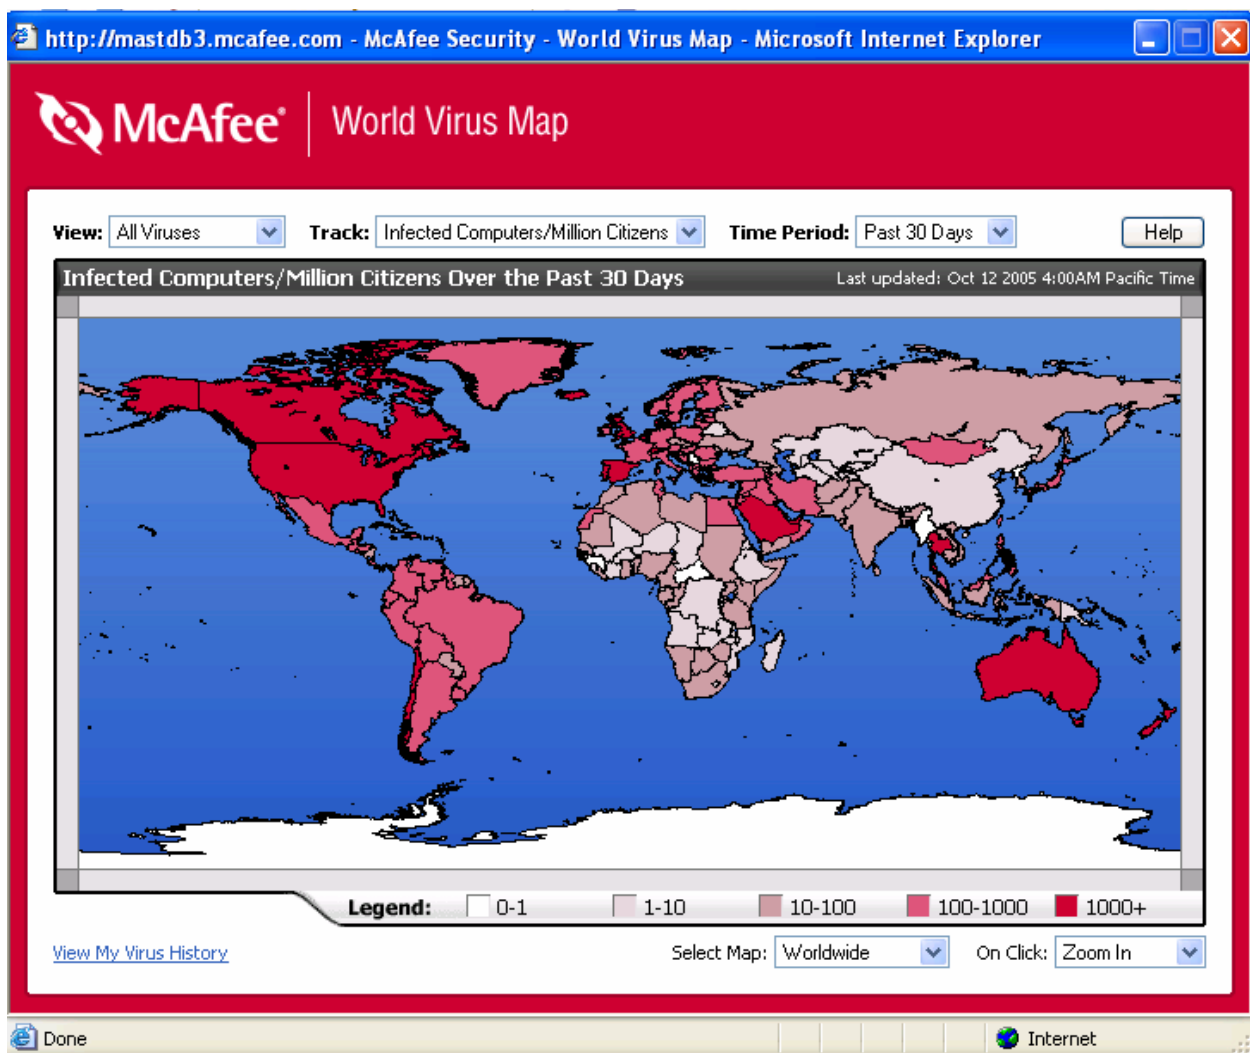 http://mastdb3.mcafee.com - McAfee Security - World Virus Map - Microsoft Internet Explorer
McAfee® World Virus Map
View: All Viruses Track: Infected Computers/Million Citizens Time Period: Past 30 Days Help
Infected Computers/Million Citizens Over the Past 30 Days Last updated: Oct 12 2005 4:00AM Pacific Time
Legend: 0-1 1-10 10-100 100-1000 1000+
View My Virus History Select Map: Worldwide On Click: Zoom In
Done Internet